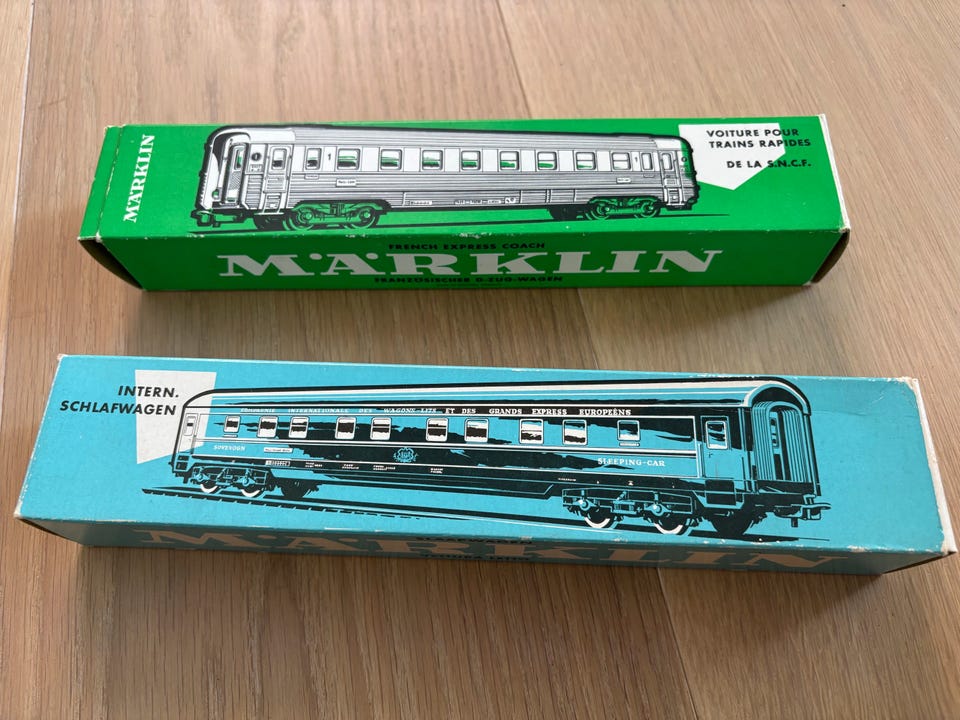 MÄRKLIN
1
VOITURE POUR
TRAINS RAPIDES
DE LA S.N.C.F.
FRENCH EXPRESS COACH
MÄRKLIN
FRANZÖSISCHER D-ZUG-WAGEN
INTERN.
SCHLAFWAGEN
COMPAGNIE INTERNATIONALE DES WAGONS-LITS ET DES GRANDS EXPRESS EUROPÉENS
SLEEPING-CAR
MÄRKLIN